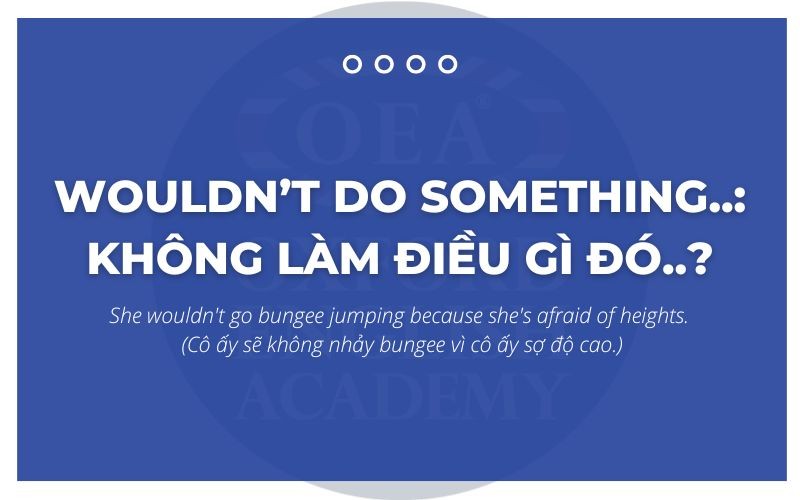 OEA®
WOULDN’T DO SOMETHING..:
KHÔNG LÀM ĐIỀU GÌ ĐÓ..?
OXFORD
She wouldn't go bungee jumping because she's afraid of heights.
ENGLISH
(Cô ấy sẽ không nhảy bungee vì cô ấy sợ độ cao.)
ACADEMY